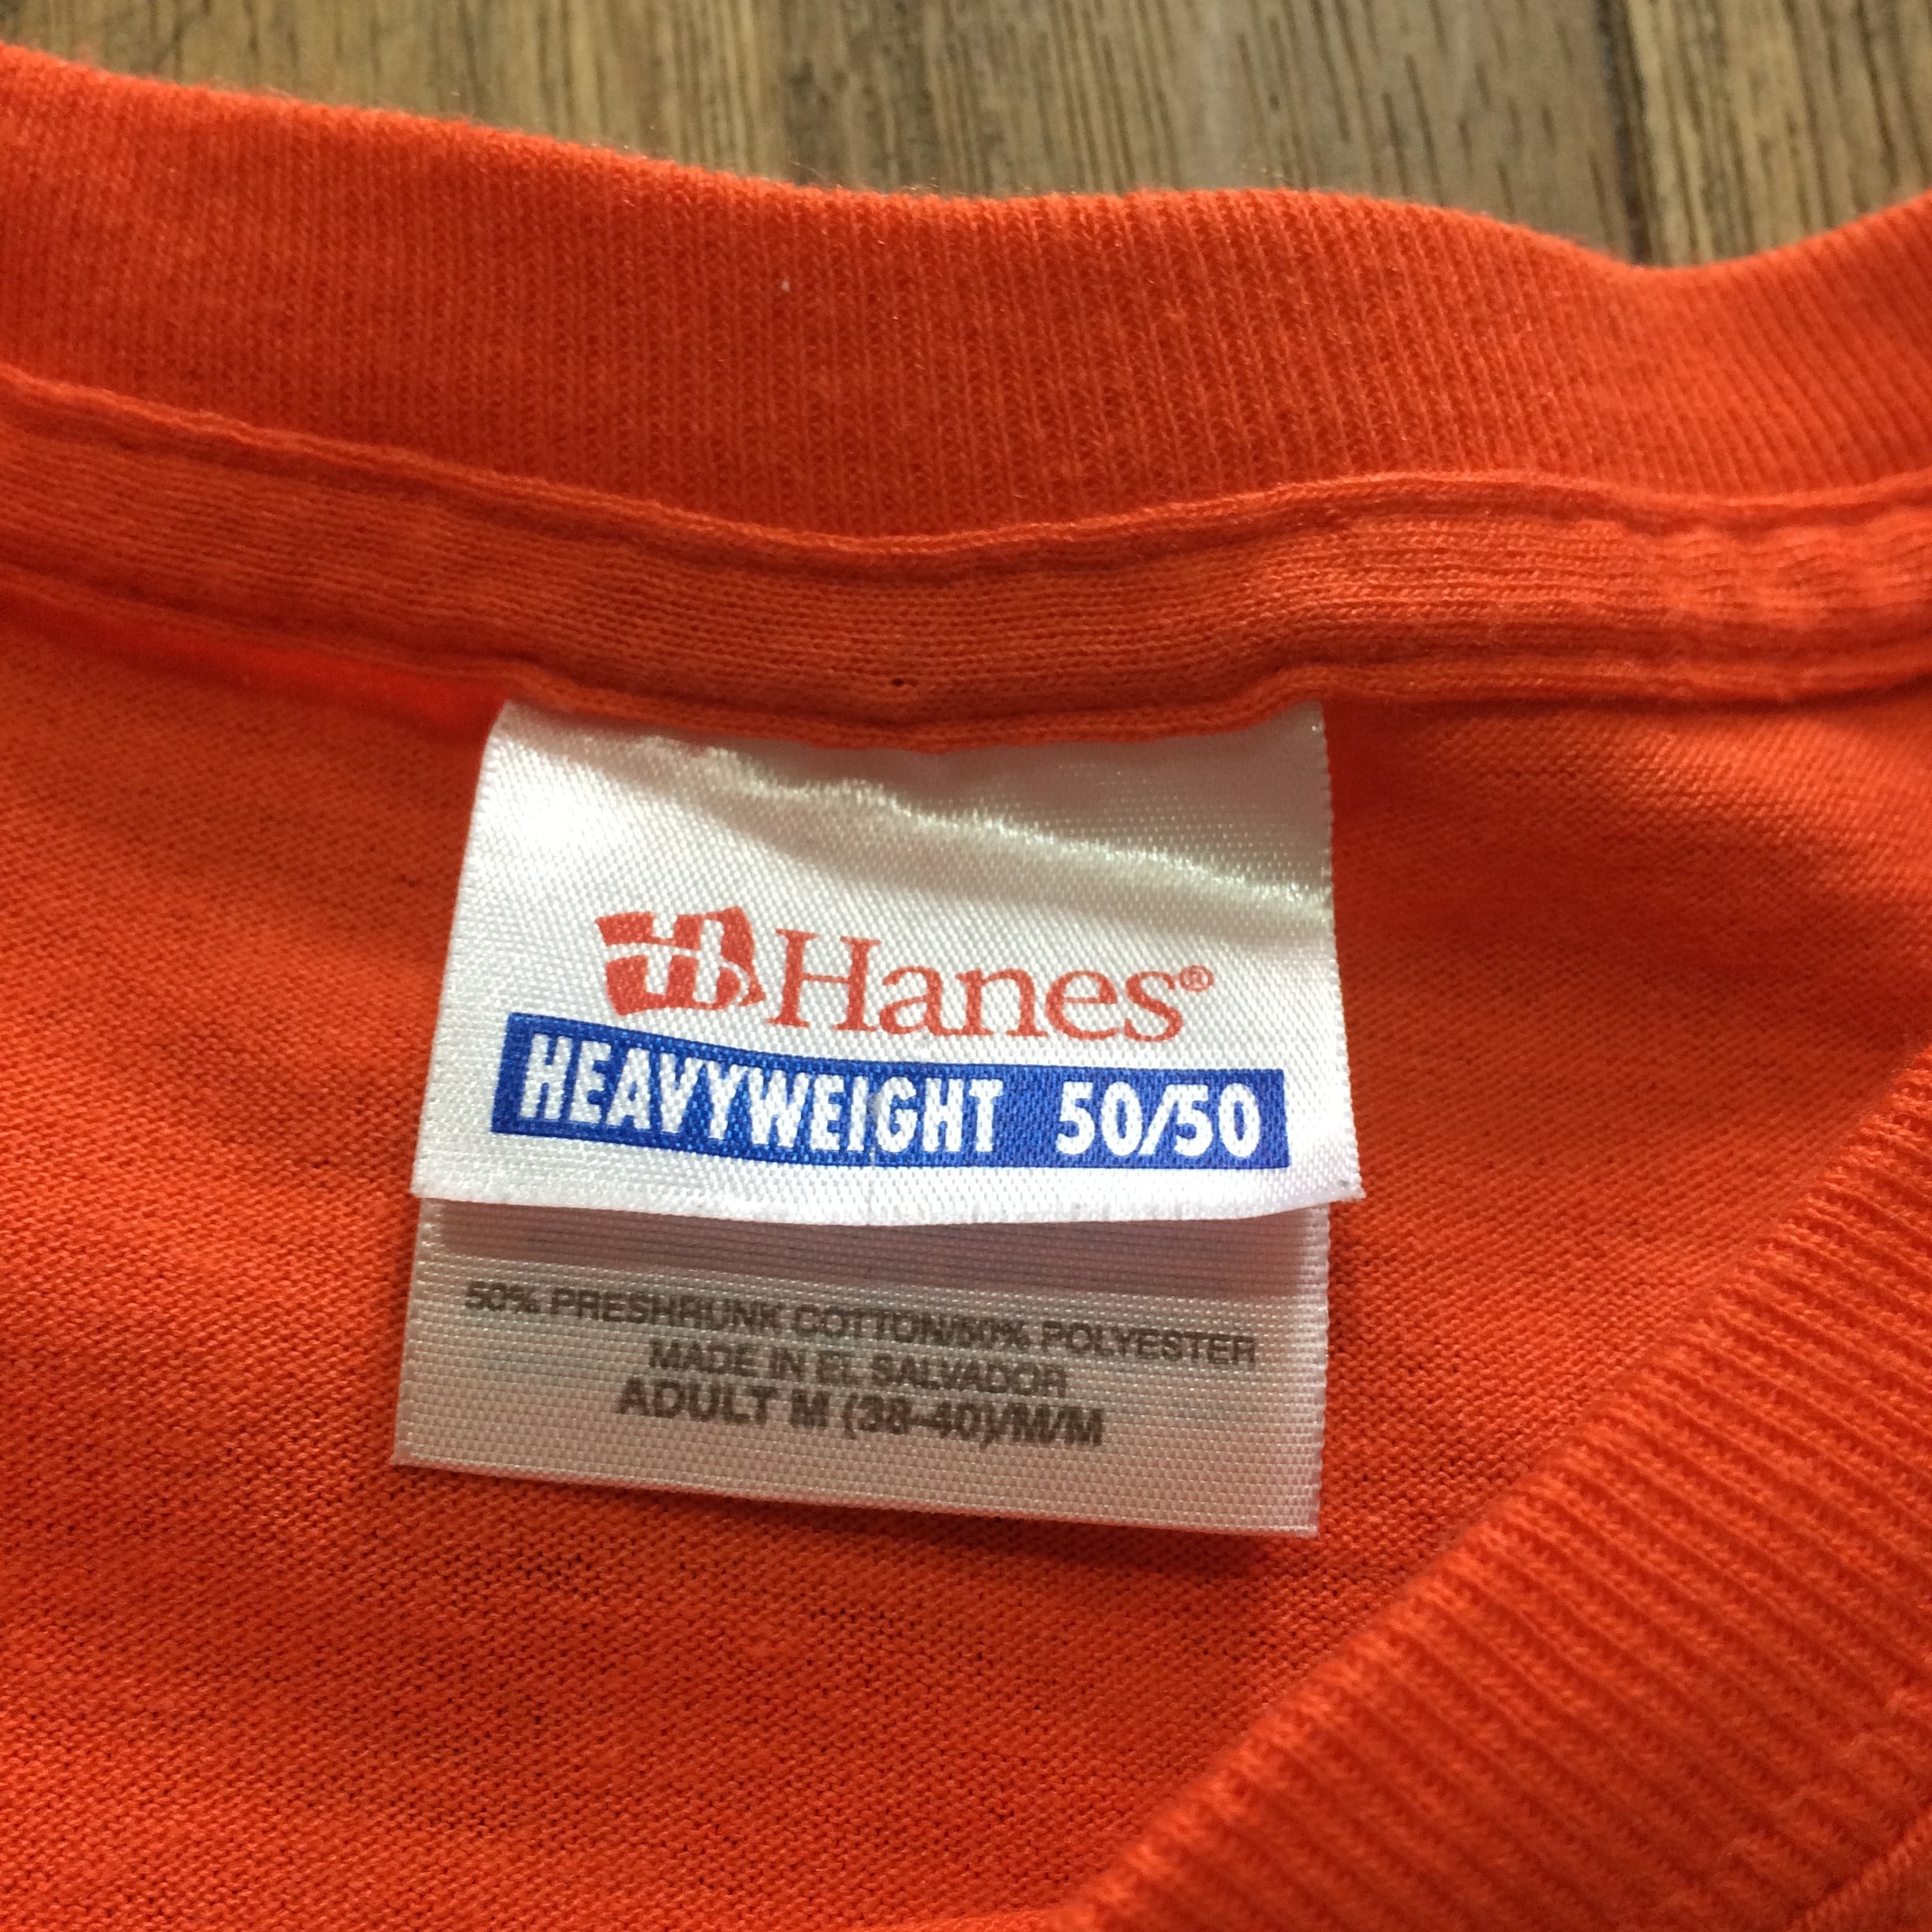 Hanes®
HEAVYWEIGHT 50/50
50% PRESHRUNK COTTON/50% POLYESTER
MADE IN EL SALVADOR
ADULT M (38-40)/M/M